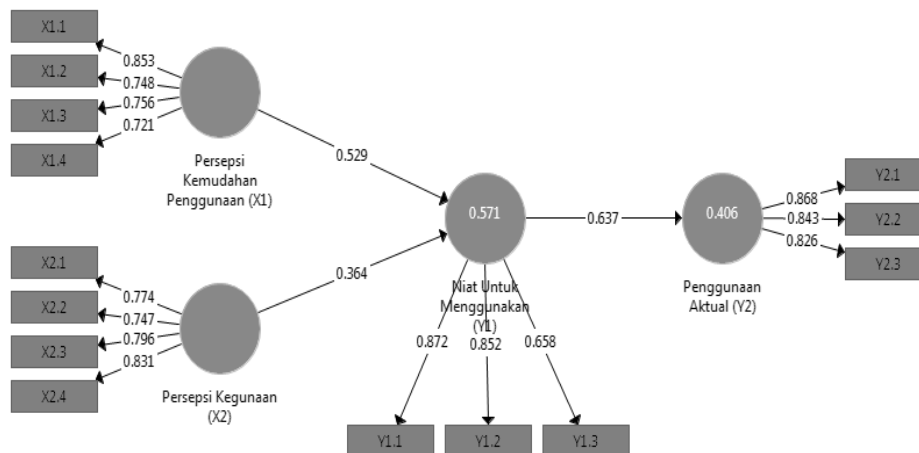 X1.1
X1.2
X1.3
X1.4
0.853
0.748
0.756
0.721
Persepsi
Kemudahan
Penggunaan (X1)
0.529
X2.1
X2.2
X2.3
X2.4
0.774
0.747
0.796
0.831
Persepsi Kegunaan
(X2)
0.364
0.571
Niat Untuk
Menggunakan
(Y1)
0.872
0.852
0.658
Y1.1
Y1.2
Y1.3
0.637
0.406
Penggunaan
Aktual (Y2)
0.868
0.843
0.826
Y2.1
Y2.2
Y2.3